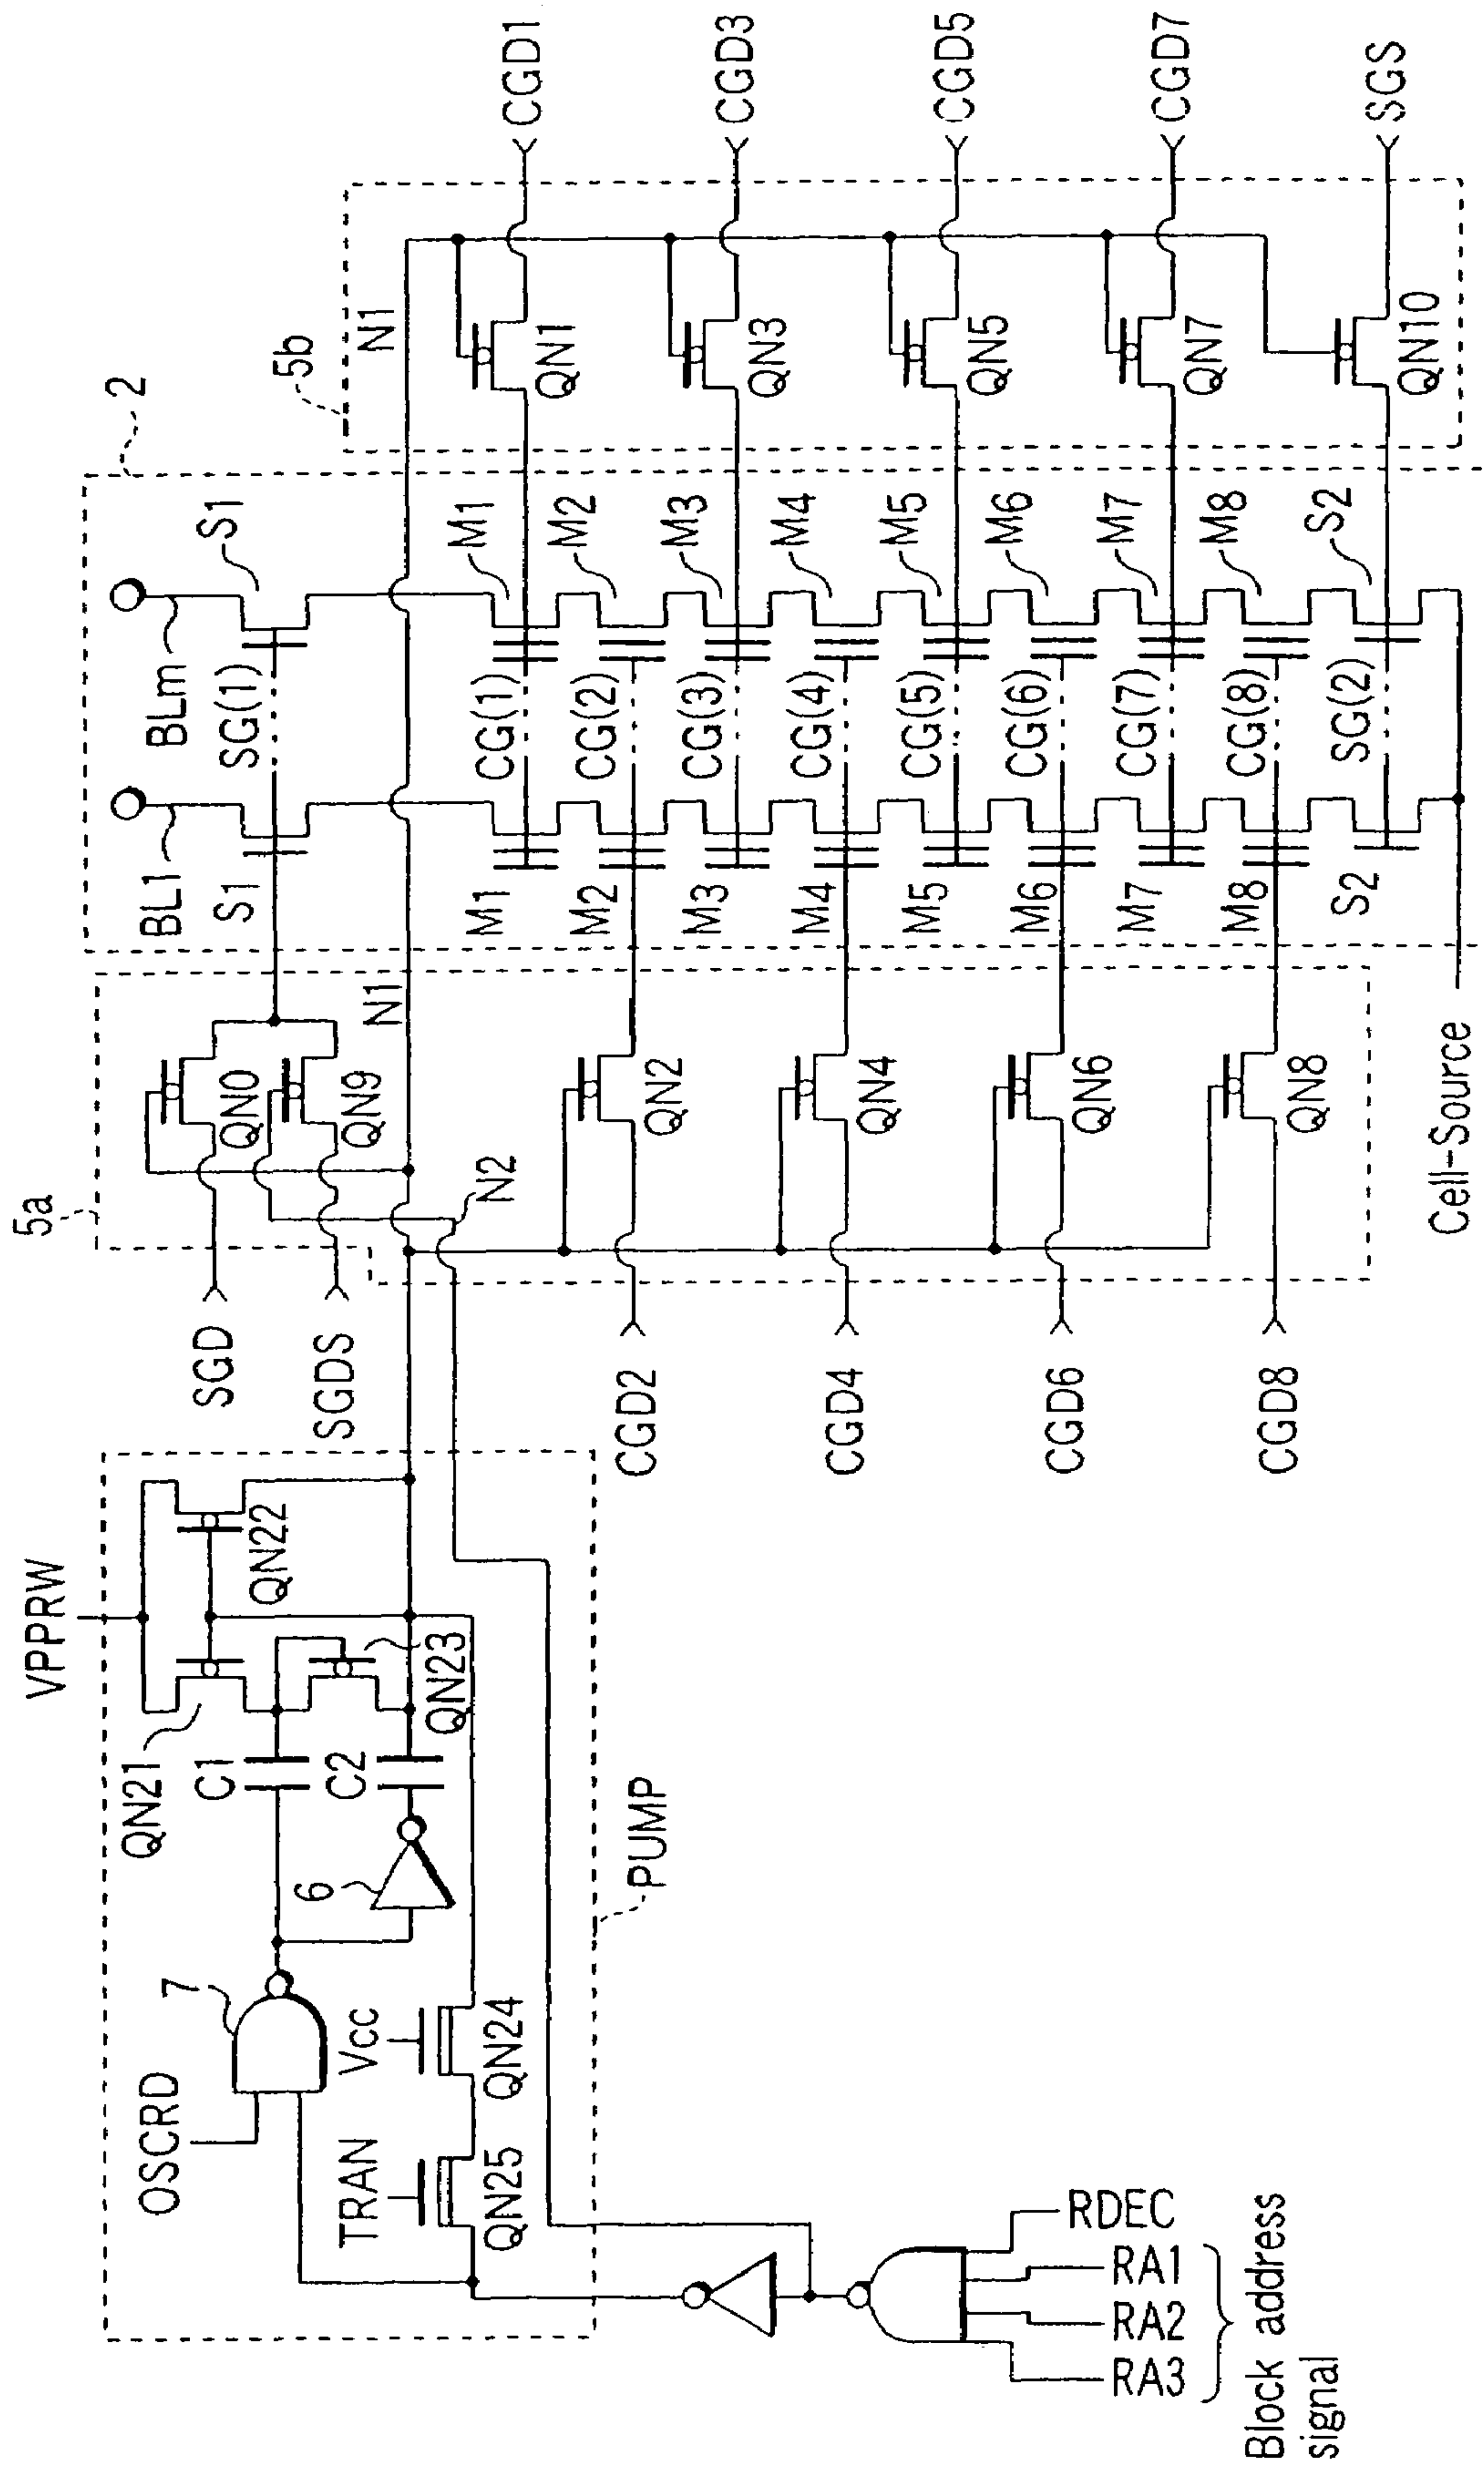 VPPRW
QN21
QN22
C1
C2
QN23
6
7
OSCRD
Vcc
TRAN
QN24
QN25
PUMP
RDEC
RA1
RA2
RA3
Block address
signal
5a
SGD
SGDS
QN0
QN9
N1
N2
CGD2
QN2
CGD4
QN4
CGD6
QN6
CGD8
QN8
Cell-Source
2
BL1
BLm
S1
SG(1)
S1
M1
CG(1)
M1
M2
CG(2)
M2
M3
CG(3)
M3
M4
CG(4)
M4
M5
CG(5)
M5
M6
CG(6)
M6
M7
CG(7)
M7
M8
CG(8)
M8
S2
SG(2)
S2
5b
N1
QN1
CGD1
QN3
CGD3
QN5
CGD5
QN7
CGD7
QN10
SGS